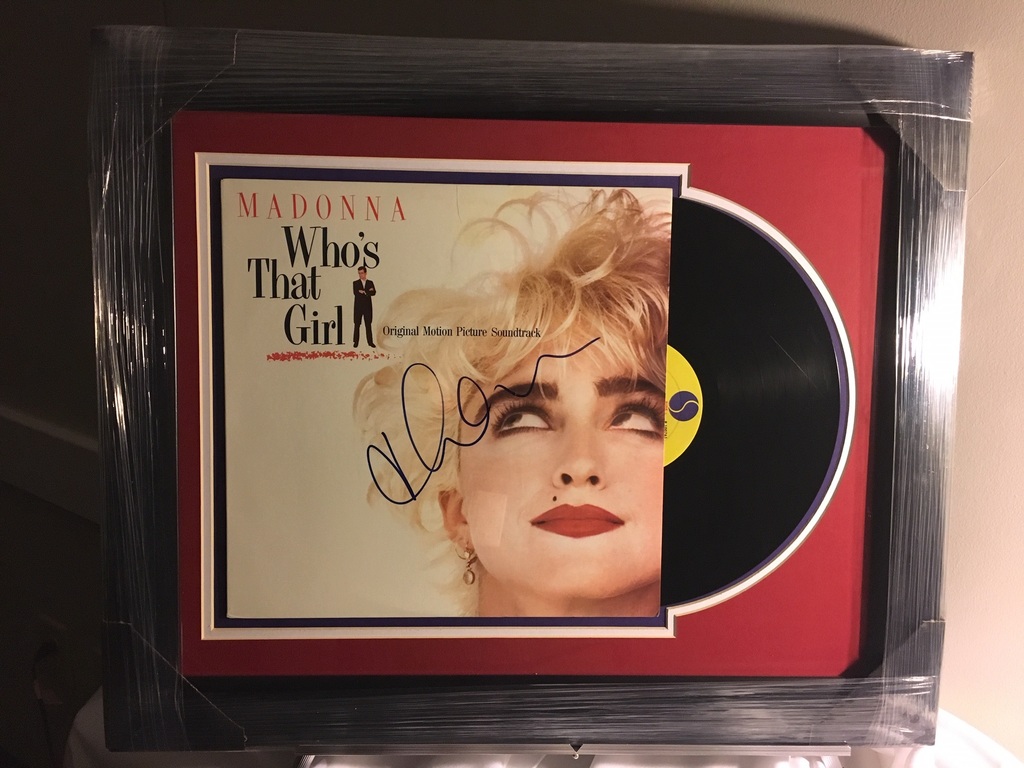 MADONNA
Who's
That
Girl
Original Motion Picture Soundtrack